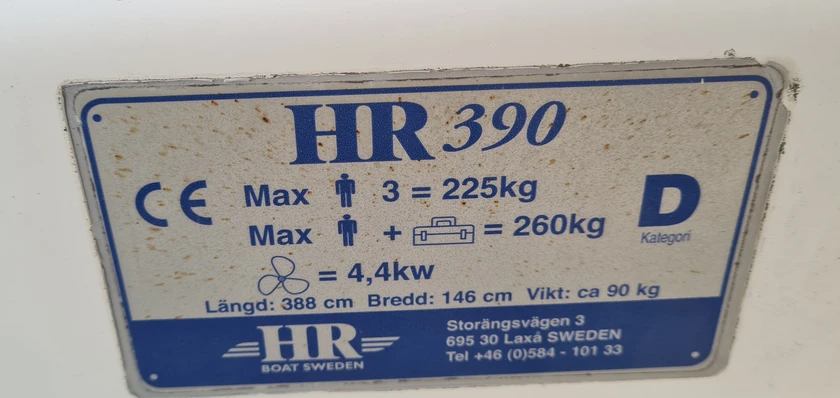 HR 390
CE Max 3 = 225kg
Max + = 260kg
D
Kategori
= 4,4kw
Längd: 388 cm Bredd: 146 cm Vikt: ca 90 kg
HR
BOAT SWEDEN
Storängsvägen 3
695 30 Laxå SWEDEN
Tel +46 (0)584 - 101 33